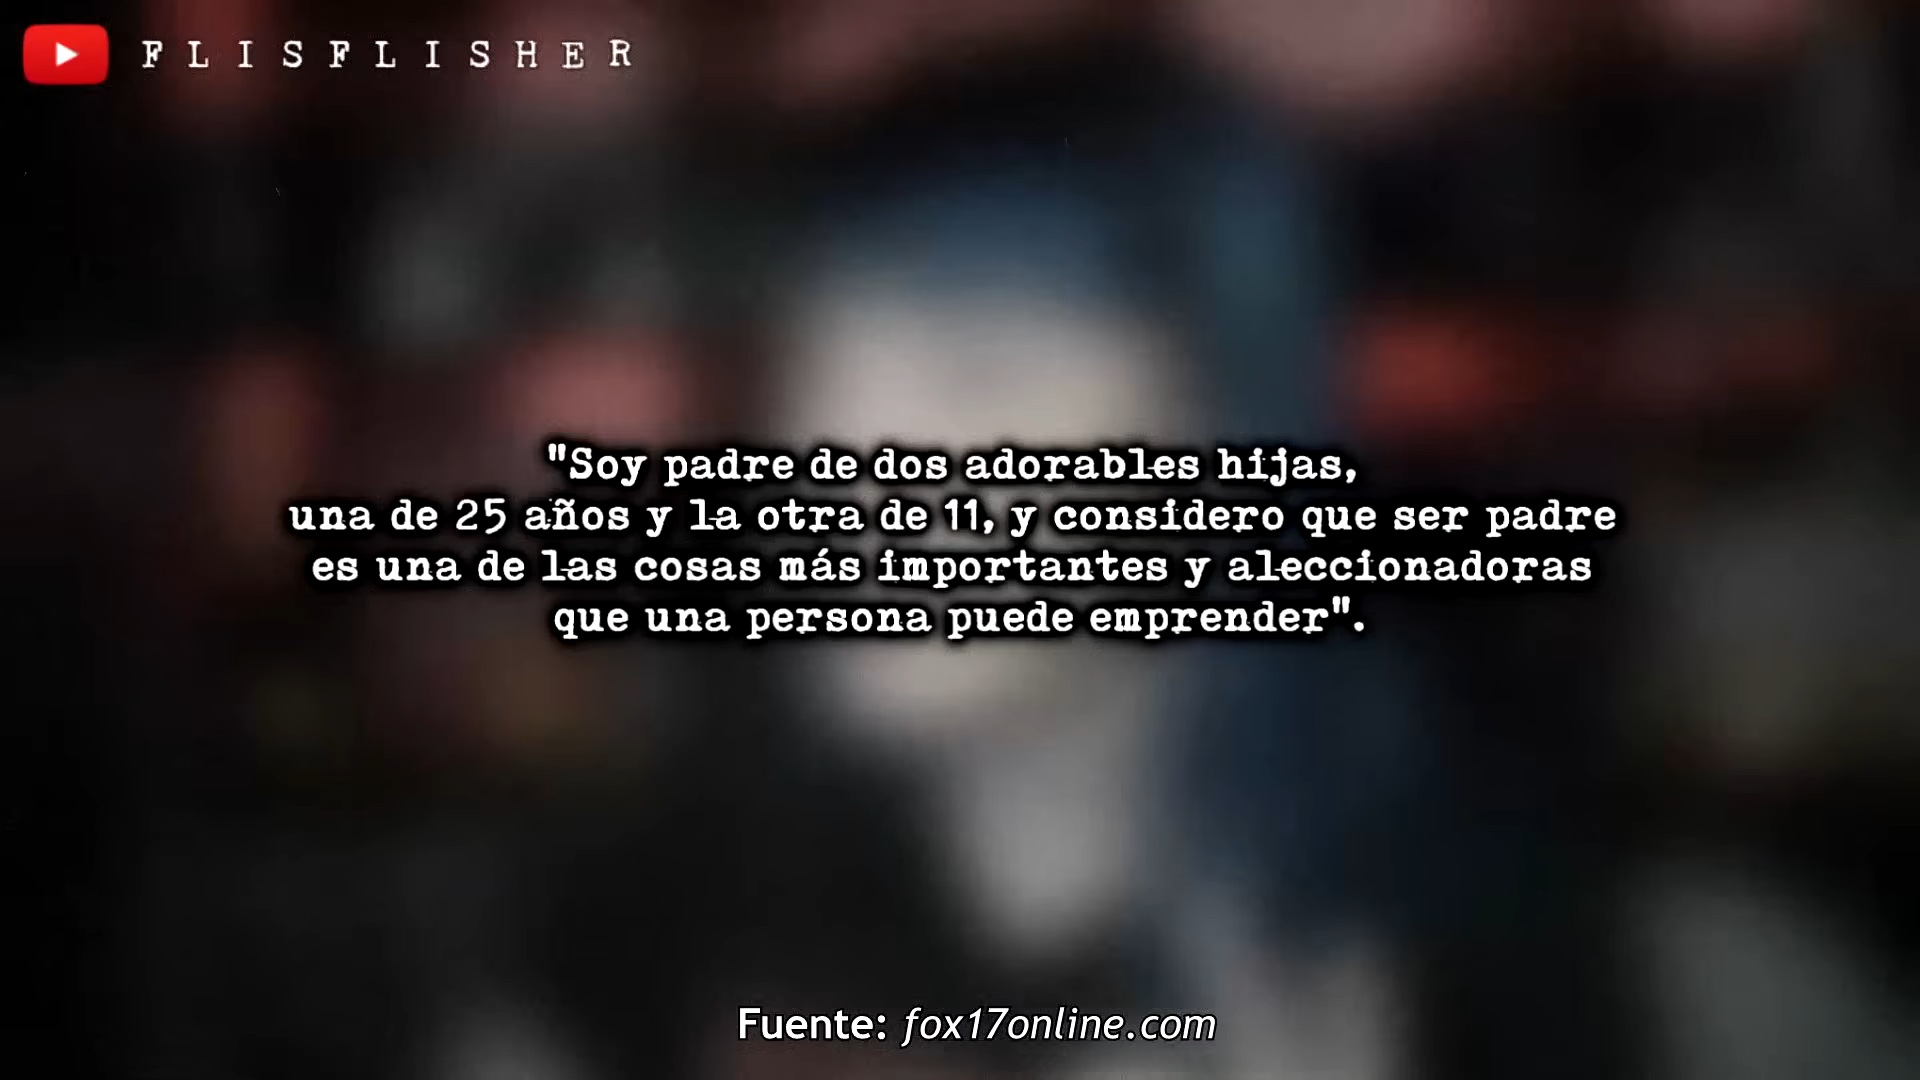 FLISFLISHER
"Soy padre de dos adorables hijas,
una de 25 años y la otra de 11, y considero que ser padre
es una de las cosas más importantes y aleccionadoras
que una persona puede emprender".
Fuente: fox17online.com